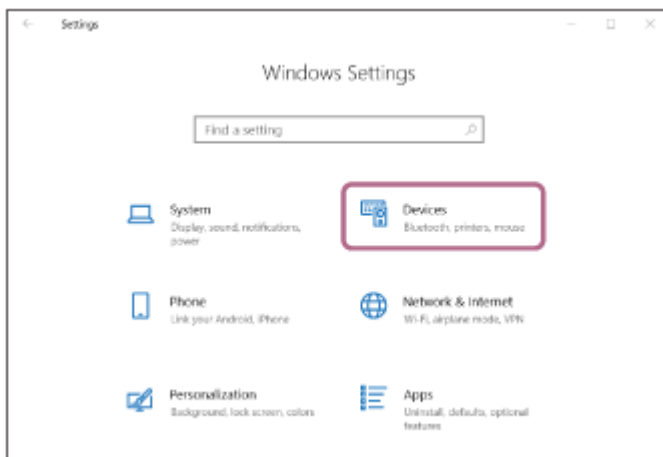 Settings
Windows Settings
Find a setting
System
Display, sound, notifications,
power
Devices
Bluetooth, printers, mouse
Phone
Link your Android, iPhone
Network & Internet
Wi-Fi, airplane mode, VPN
Personalization
Background, lock screen, colors
Apps
Uninstall, defaults, optional
features